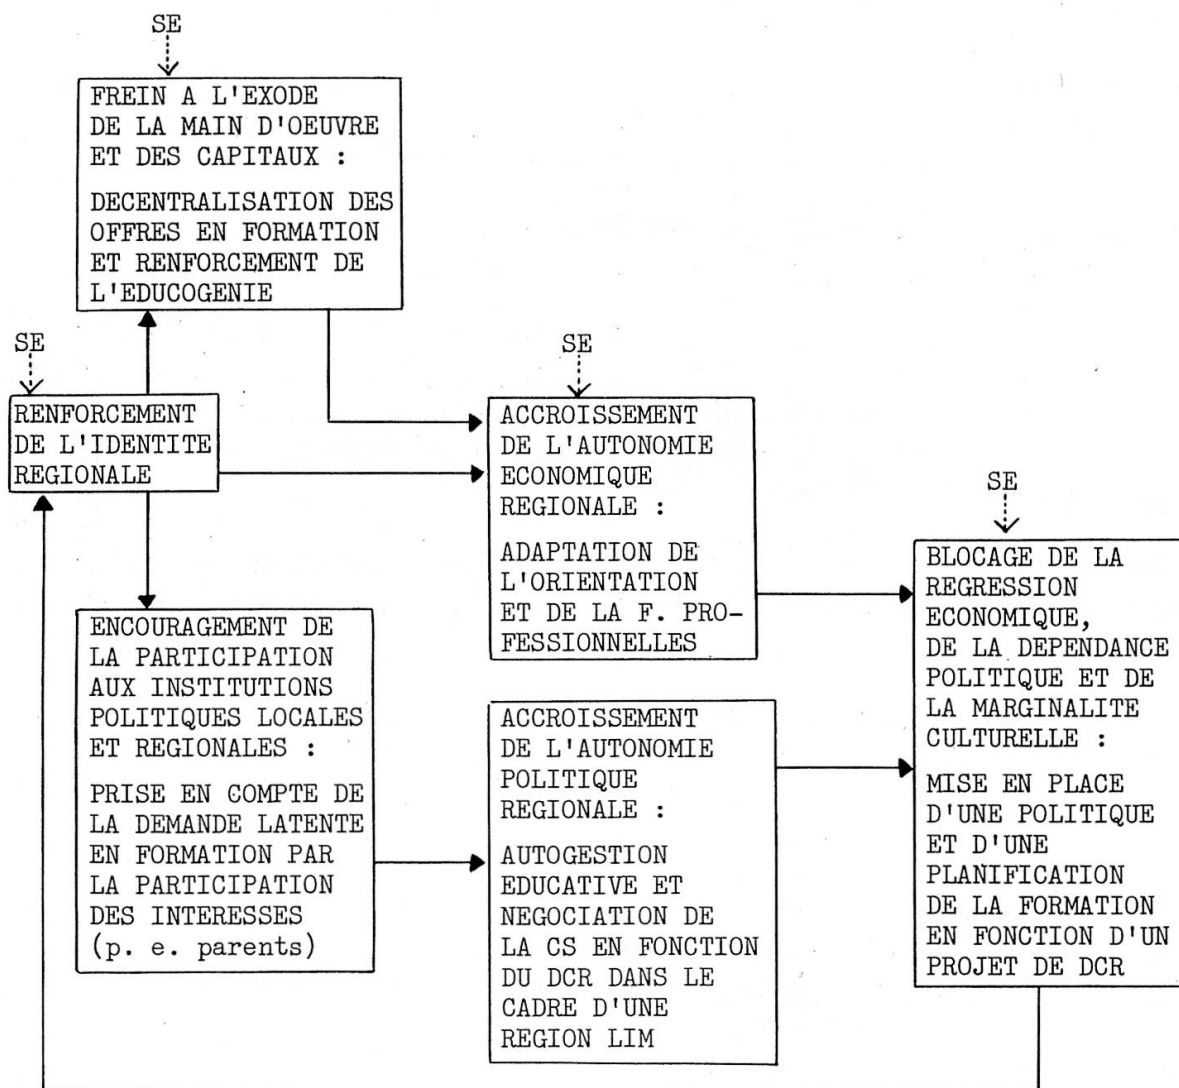 SE
FREIN A L'EXODE
DE LA MAIN D'OEUVRE
ET DES CAPITAUX :
DECENTRALISATION DES
OFFRES EN FORMATION
ET RENFORCEMENT DE
L'EDUCOGENIE
SE
RENFORCEMENT
DE L'IDENTITE
REGIONALE
SE
ACCROISSEMENT
DE L'AUTONOMIE
ECONOMIQUE
REGIONALE :
ADAPTATION DE
L'ORIENTATION
ET DE LA F. PRO-
FESSIONNELLES
ENCOURAGEMENT DE
LA PARTICIPATION
AUX INSTITUTIONS
POLITIQUES LOCALES
ET REGIONALES :
PRISE EN COMPTE DE
LA DEMANDE LATENTE
EN FORMATION PAR
LA PARTICIPATION
DES INTERESSES
(p. e. parents)
ACCROISSEMENT
DE L'AUTONOMIE
POLITIQUE
REGIONALE :
AUTOGESTION
EDUCATIVE ET
NEGOCIATION DE
LA CS EN FONCTION
DU DCR DANS LE
CADRE D'UNE
REGION LIM
SE
BLOCAGE DE LA
REGRESSION
ECONOMIQUE,
DE LA DEPENDANCE
POLITIQUE ET DE
LA MARGINALITE
CULTURELLE :
MISE EN PLACE
D'UNE POLITIQUE
ET D'UNE
PLANIFICATION
DE LA FORMATION
EN FONCTION D'UN
PROJET DE DCR